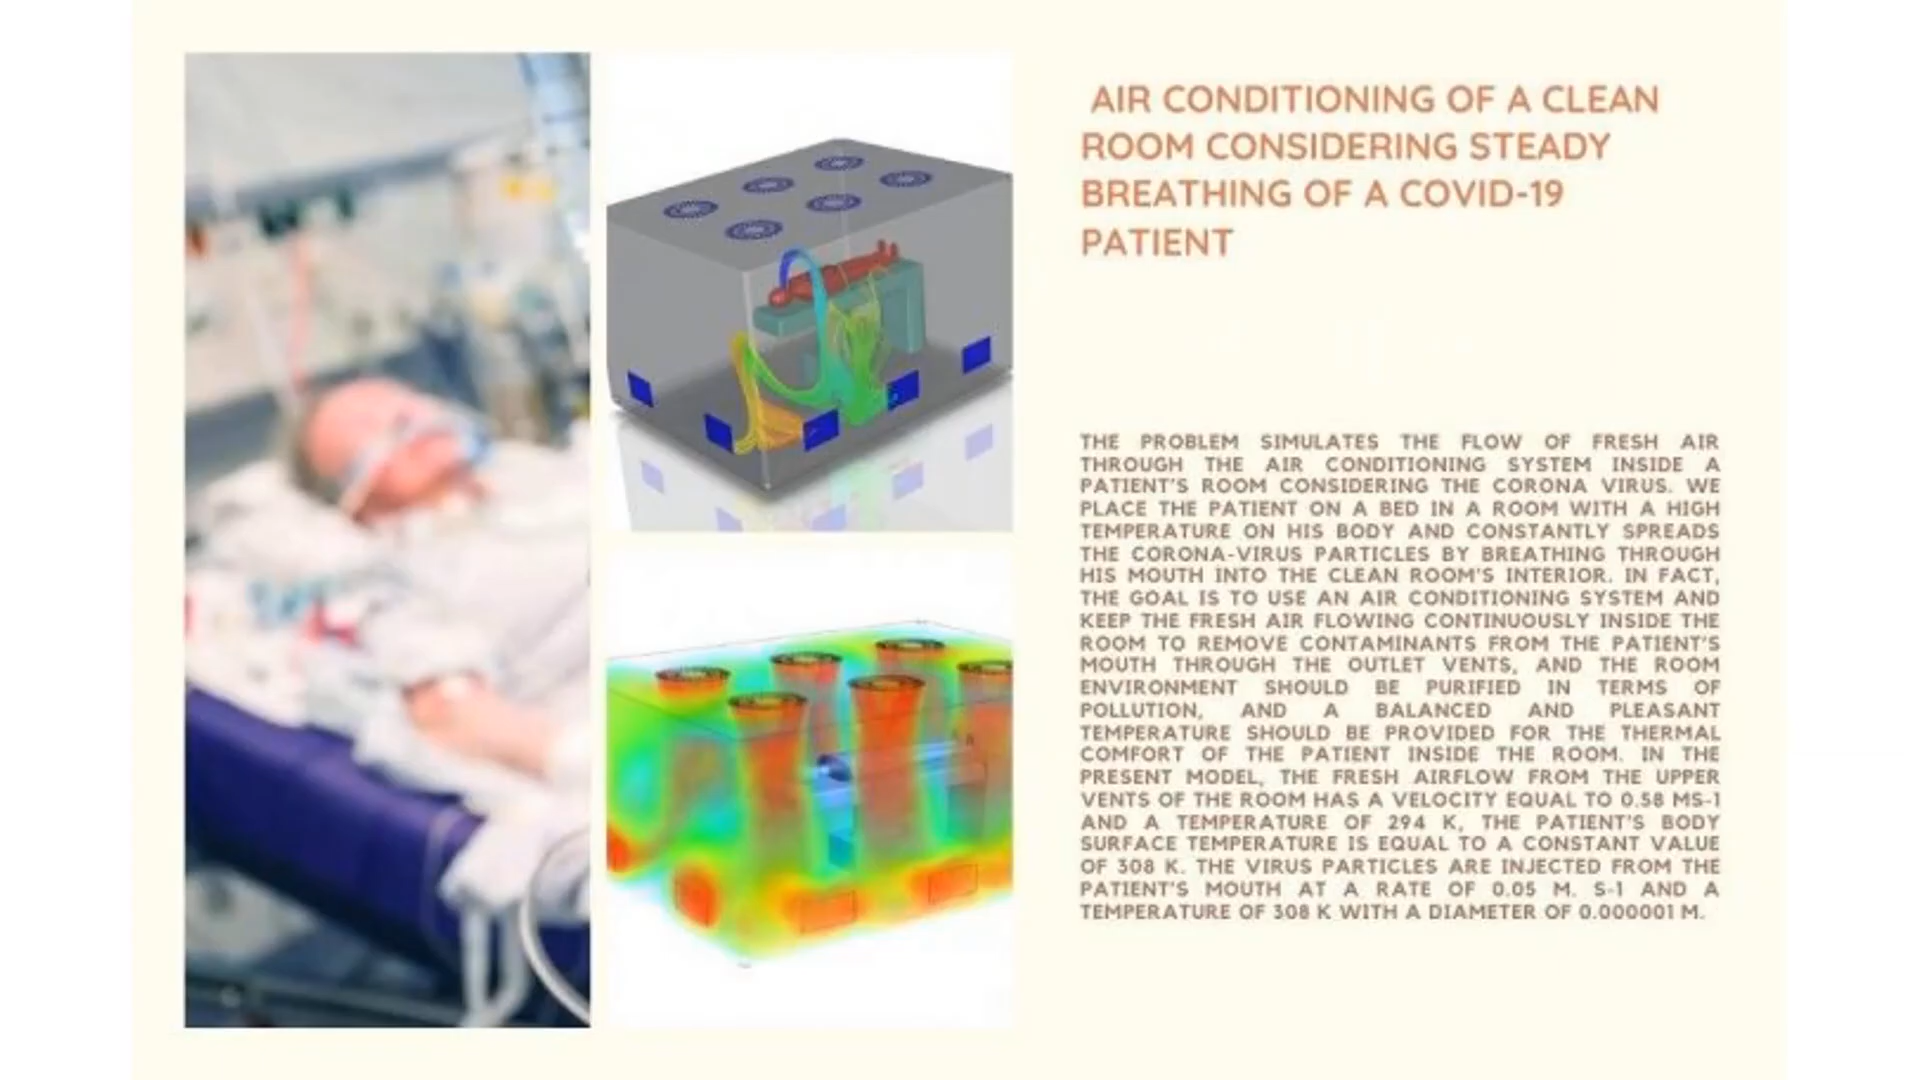 AIR CONDITIONING OF A CLEAN
ROOM CONSIDERING STEADY
BREATHING OF A COVID-19
PATIENT
THE PROBLEM SIMULATES THE FLOW OF FRESH AIR
THROUGH THE AIR CONDITIONING SYSTEM INSIDE A
PATIENT'S ROOM CONSIDERING THE CORONA VIRUS. WE
PLACE THE PATIENT ON A BED IN A ROOM WITH A HIGH
TEMPERATURE ON HIS BODY AND CONSTANTLY SPREADS
THE CORONA-VIRUS PARTICLES BY BREATHING THROUGH
HIS MOUTH INTO THE CLEAN ROOM'S INTERIOR. IN FACT,
THE GOAL IS TO USE AN AIR CONDITIONING SYSTEM AND
KEEP THE FRESH AIR FLOWING CONTINUOUSLY INSIDE THE
ROOM TO REMOVE CONTAMINANTS FROM THE PATIENT'S
MOUTH THROUGH THE OUTLET VENTS, AND THE ROOM
ENVIRONMENT SHOULD BE PURIFIED IN TERMS OF
POLLUTION, AND A BALANCED AND PLEASANT
TEMPERATURE SHOULD BE PROVIDED FOR THE THERMAL
COMFORT OF THE PATIENT INSIDE THE ROOM. IN THE
PRESENT MODEL, THE FRESH AIRFLOW FROM THE UPPER
VENTS OF THE ROOM HAS A VELOCITY EQUAL TO 0.58 MS-1
AND A TEMPERATURE OF 294 K, THE PATIENT'S BODY
SURFACE TEMPERATURE IS EQUAL TO A CONSTANT VALUE
OF 308 K. THE VIRUS PARTICLES ARE INJECTED FROM THE
PATIENT'S MOUTH AT A RATE OF 0.05 M. S-1 AND A
TEMPERATURE OF 308 K WITH A DIAMETER OF 0.000001 M.